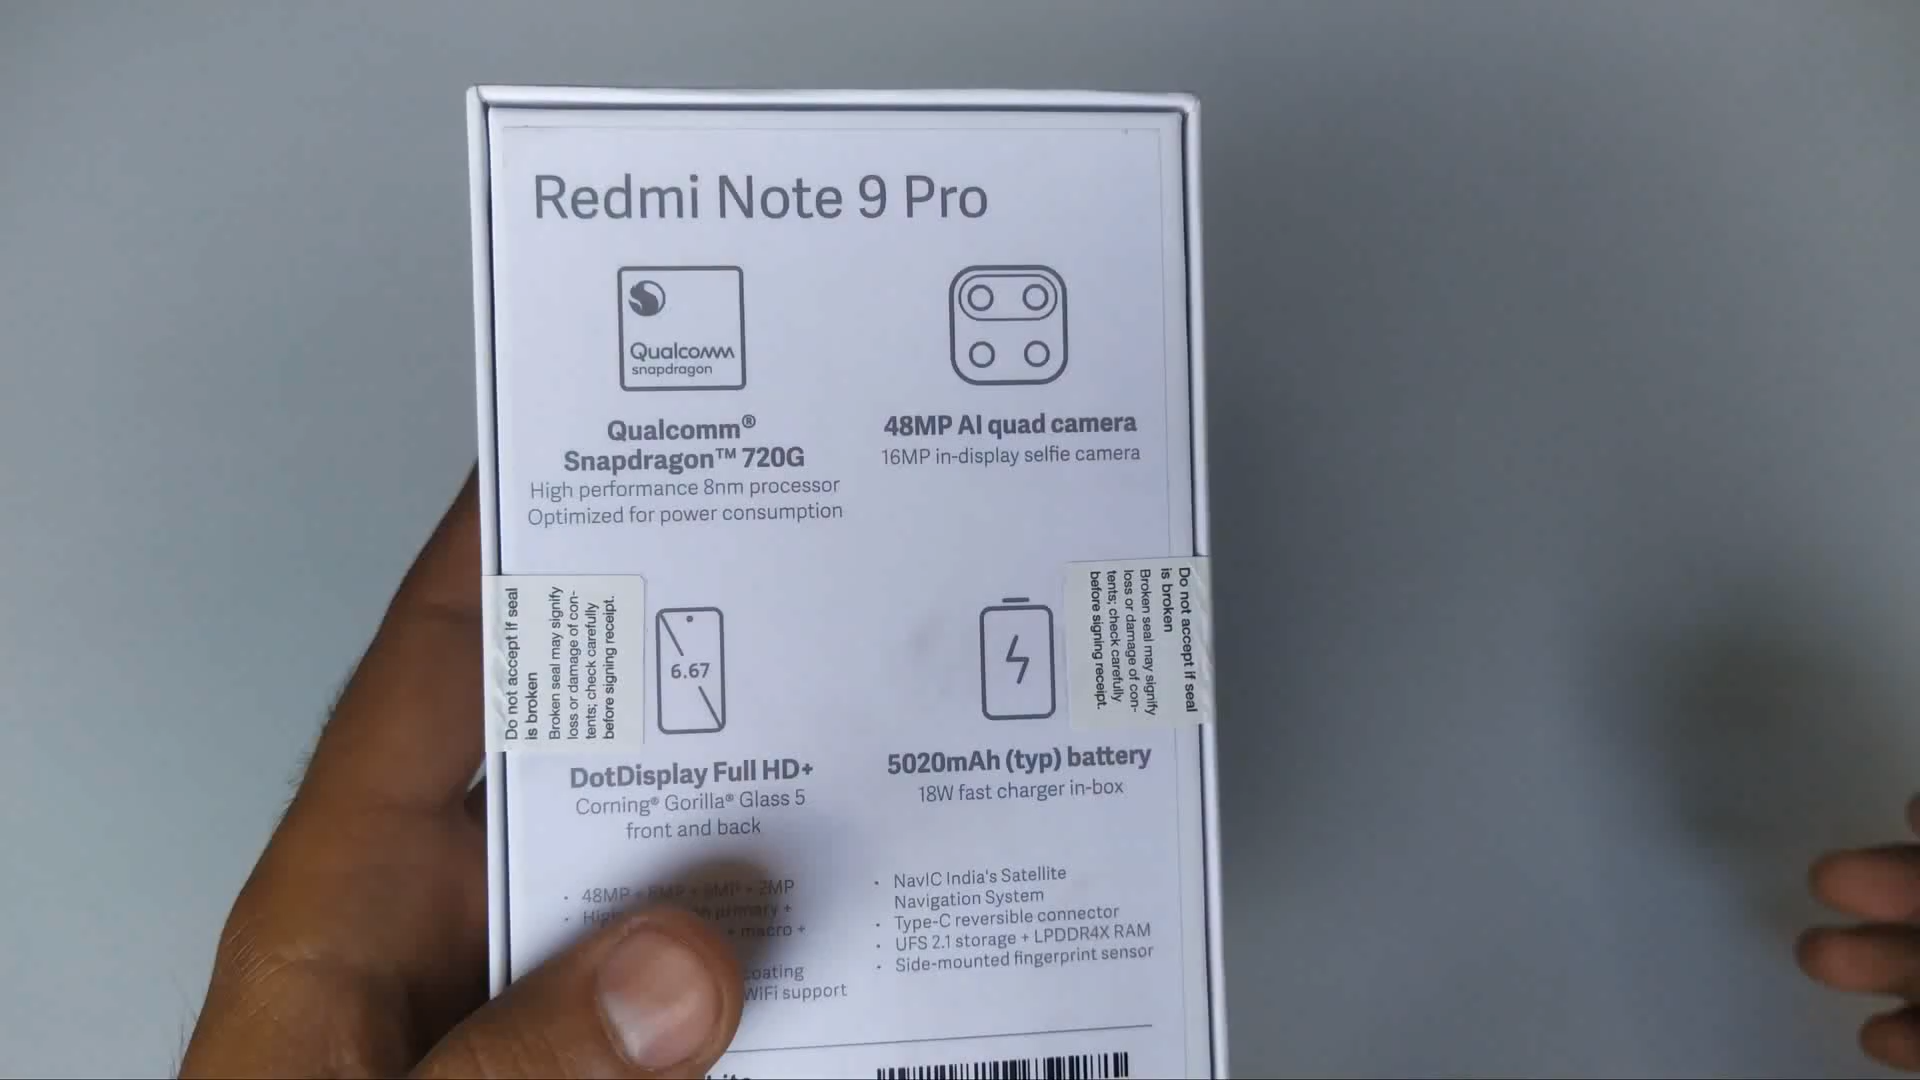 Redmi Note 9 Pro
Qualcomm
snapdragon
Qualcomm®
Snapdragon™ 720G
High performance 8nm processor
Optimized for power consumption
48MP AI quad camera
16MP in-display selfie camera
Do not accept if seal
is broken
Broken seal may signify
loss or damage of con-
tents; check carefully
before signing receipt.
6.67
DotDisplay Full HD+
Corning® Gorilla® Glass 5
front and back
Do not accept if seal
is broken
Broken seal may signify
loss or damage of con-
tents; check carefully
before signing receipt.
5020mAh (typ) battery
18W fast charger in-box
• 48MP + 8MP + 5MP + 2MP
• primary +
+ macro +
WiFi support
• NavIC India's Satellite
Navigation System
• Type-C reversible connector
• UFS 2.1 storage + LPDDR4X RAM
• Side-mounted fingerprint sensor